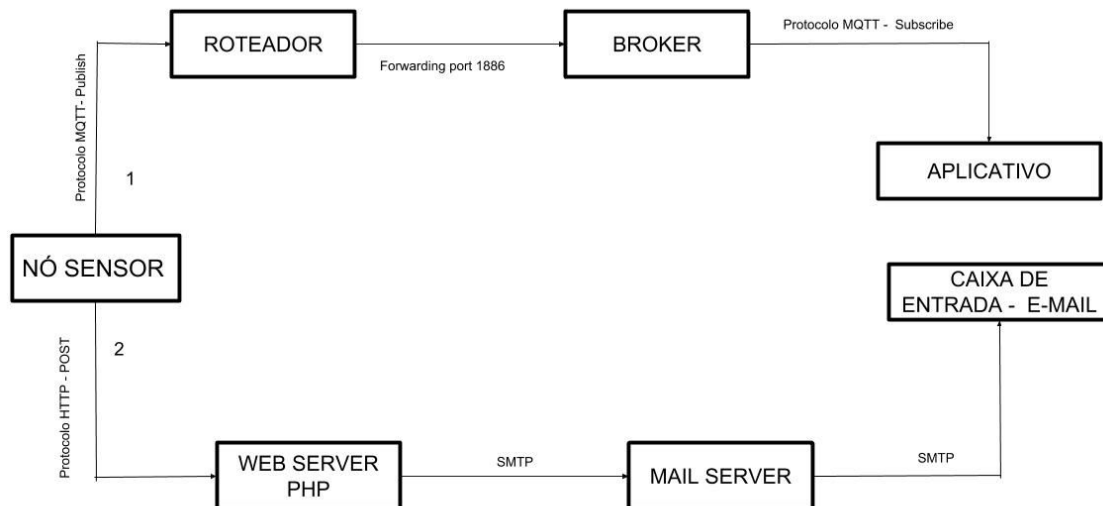 ROTEADOR
Forwarding port 1886
BROKER
Protocolo MQTT - Subscribe
APLICATIVO
Protocolo MQTT- Publish
1
NÓ SENSOR
2
Protocolo HTTP - POST
WEB SERVER
PHP
SMTP
MAIL SERVER
SMTP
CAIXA DE
ENTRADA - E-MAIL